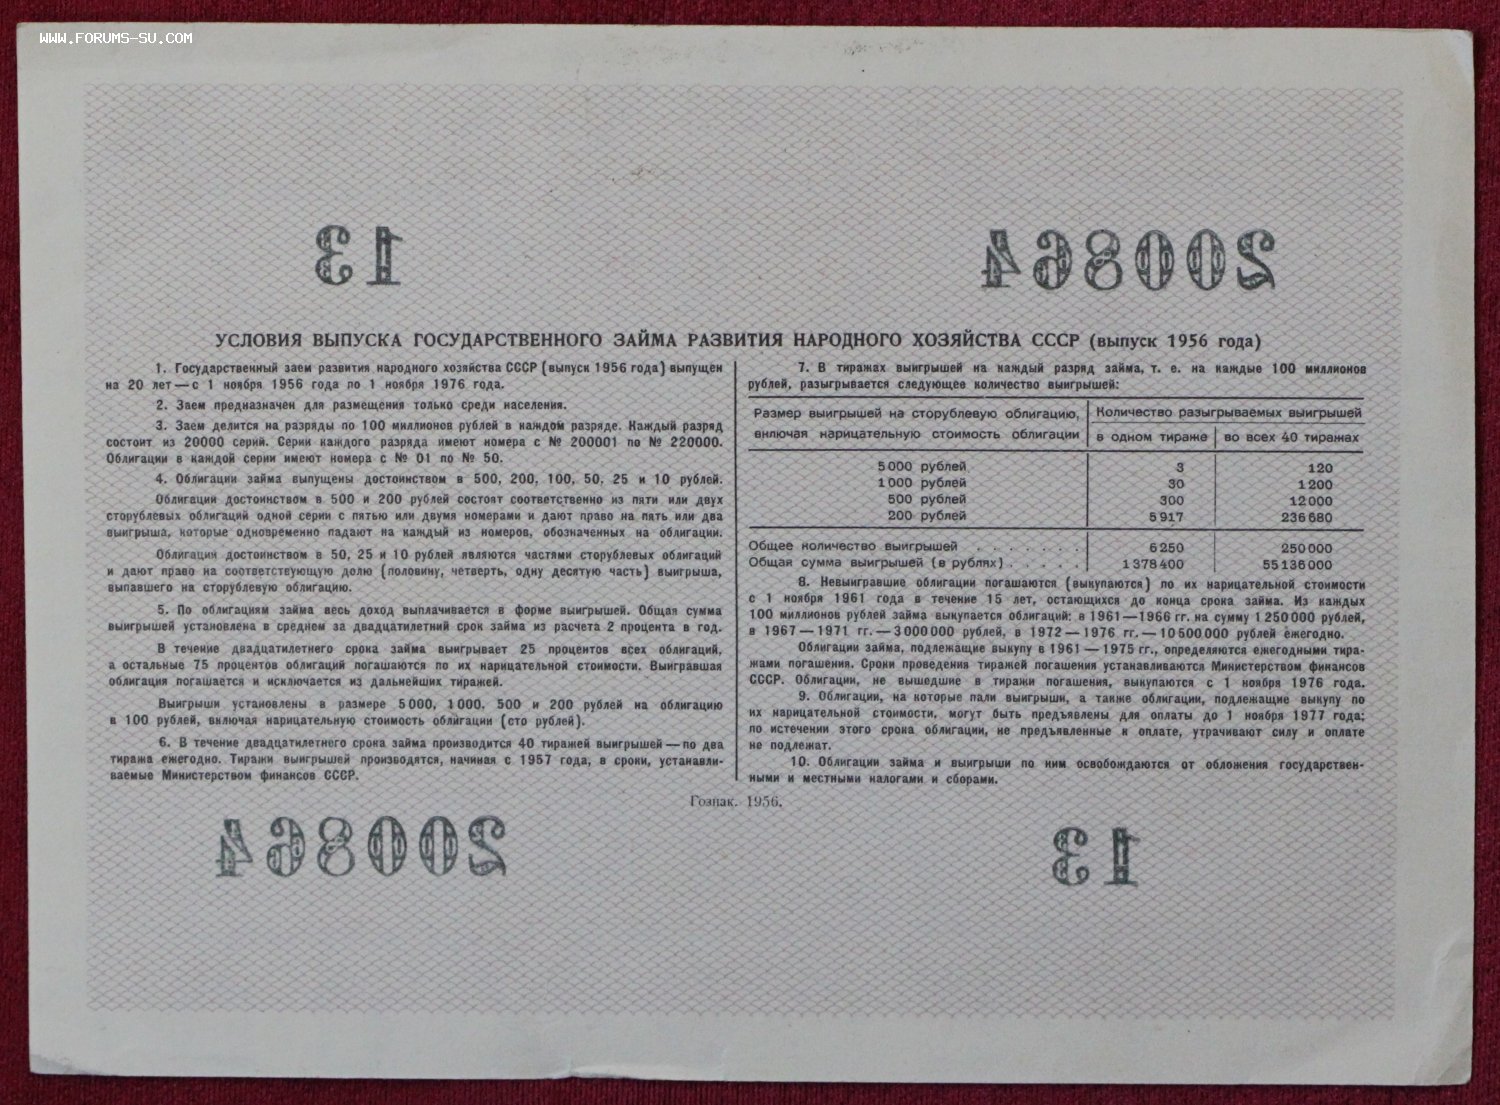 WWW.FORUMS-SU.COM
13
200864
УСЛОВИЯ ВЫПУСКА ГОСУДАРСТВЕННОГО ЗАЙМА РАЗВИТИЯ НАРОДНОГО ХОЗЯЙСТВА СССР (выпуск 1956 года)
1. Государственный заем развития народного хозяйства СССР (выпуск 1956 года) выпущен
на 20 лет — с 1 ноября 1956 года по 1 ноября 1976 года.
2. Заем предназначен для размещения только среди населения.
3. Заем делится на разряды по 100 миллионов рублей в каждом разряде. Каждый разряд
состоит из 20000 серий. Серии каждого разряда имеют номера с № 200001 по № 220000.
Облигации в каждой серии имеют номера с № 01 по № 50.
4. Облигации займа выпущены достоинством в 500, 200, 100, 50, 25 и 10 рублей.
Облигации достоинством в 500 и 200 рублей состоят соответственно из пяти или двух
сторублевых облигаций одной серии с пятью или двумя номерами и дают право на пять или два
выигрыша, которые одновременно падают на каждый из номеров, обозначенных на облигации.
Облигации достоинством в 50, 25 и 10 рублей являются частями сторублевых облигаций
и дают право на соответствующую долю (половину, четверть, одну десятую часть) выигрыша,
выпавшего на сторублевую облигацию.
5. По облигациям займа весь доход выплачивается в форме выигрышей. Общая сумма
выигрышей установлена в среднем за двадцатилетний срок займа из расчета 2 процента в год.
В течение двадцатилетнего срока займа выигрывает 25 процентов всех облигаций,
а остальные 75 процентов облигаций погашаются по их нарицательной стоимости. Выигравшая
облигация погашается и исключается из дальнейших тиражей.
Выигрыши установлены в размере 5000, 1000, 500 и 200 рублей на облигацию
в 100 рублей, включая нарицательную стоимость облигации (сто рублей).
6. В течение двадцатилетнего срока займа производится 40 тиражей выигрышей — по два
тиража ежегодно. Тиражи выигрышей производятся, начиная с 1957 года, в сроки, устанавли-
ваемые Министерством финансов СССР.
7. В тиражах выигрышей на каждый разряд займа, т. е. на каждые 100 миллионов
рублей, разыгрывается следующее количество выигрышей:
Размер выигрышей на сторублевую облигацию, Количество разыгрываемых выигрышей
включая нарицательную стоимость облигации в одном тираже во всех 40 тиражах
5000 рублей 3 120
1000 рублей 30 1200
500 рублей 300 12000
200 рублей 5917 236680
Общее количество выигрышей . . . . . . . . 6250 250000
Общая сумма выигрышей (в рублях) . . . . . 1378400 55136000
8. Невыигравшие облигации погашаются (выкупаются) по их нарицательной стоимости
с 1 ноября 1961 года в течение 15 лет, остающихся до конца срока займа. Из каждых
100 миллионов рублей займа выкупается облигаций: в 1961—1966 гг. на сумму 1250000 рублей,
в 1967 — 1971 гг. — 3000000 рублей, в 1972 — 1976 гг. — 10500000 рублей ежегодно.
Облигации займа, подлежащие выкупу в 1961 — 1975 гг., определяются ежегодными тира-
жами погашения. Сроки проведения тиражей погашения устанавливаются Министерством финансов
СССР. Облигации, не вышедшие в тиражи погашения, выкупаются с 1 ноября 1976 года.
9. Облигации, на которые пали выигрыши, а также облигации, подлежащие выкупу по
их нарицательной стоимости, могут быть предъявлены для оплаты до 1 ноября 1977 года;
по истечении этого срока облигации, не предъявленные к оплате, утрачивают силу и оплате
не подлежат.
10. Облигации займа и выигрыши по ним освобождаются от обложения государствен-
ными и местными налогами и сборами.
Гознак. 1956.
200864
13